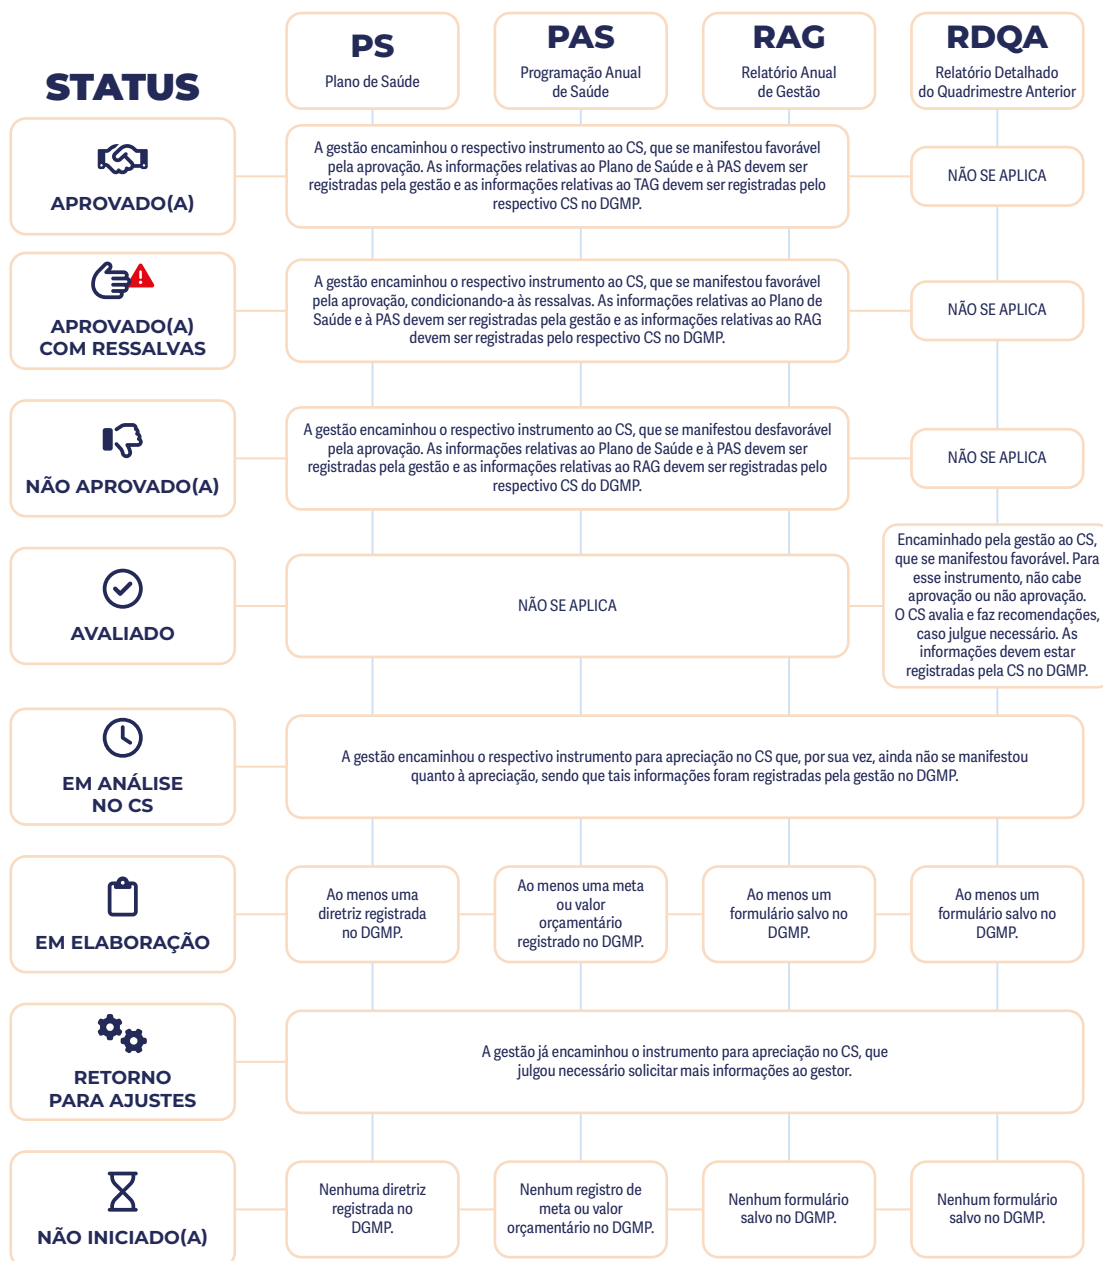 STATUS
PS
Plano de Saúde
PAS
Programação Anual
de Saúde
RAG
Relatório Anual
de Gestão
RDQA
Relatório Detalhado
do Quadrimestre Anterior
APROVADO(A)
A gestão encaminhou o respectivo instrumento ao CS, que se manifestou favorável
pela aprovação. As informações relativas ao Plano de Saúde e à PAS devem ser
registradas pela gestão e as informações relativas ao TAG devem ser registradas pelo
respectivo CS no DGMP.
NÃO SE APLICA
APROVADO(A)
COM RESSALVAS
A gestão encaminhou o respectivo instrumento ao CS, que se manifestou favorável
pela aprovação, condicionando-a às ressalvas. As informações relativas ao Plano de
Saúde e à PAS devem ser registradas pela gestão e as informações relativas ao RAG
devem ser registradas pelo respectivo CS no DGMP.
NÃO SE APLICA
NÃO APROVADO(A)
A gestão encaminhou o respectivo instrumento ao CS, que se manifestou desfavorável
pela aprovação. As informações relativas ao Plano de Saúde e à PAS devem ser
registradas pela gestão e as informações relativas ao RAG devem ser registradas pelo
respectivo CS do DGMP.
NÃO SE APLICA
AVALIADO
NÃO SE APLICA
Encaminhado pela gestão ao CS,
que se manifestou favorável. Para
esse instrumento, não cabe
aprovação ou não aprovação.
O CS avalia e faz recomendações,
caso julgue necessário. As
informações devem estar
registradas pela CS no DGMP.
EM ANÁLISE
NO CS
A gestão encaminhou o respectivo instrumento para apreciação no CS que, por sua vez, ainda não se manifestou
quanto à apreciação, sendo que tais informações foram registradas pela gestão no DGMP.
EM ELABORAÇÃO
Ao menos uma
diretriz registrada
no DGMP.
Ao menos uma meta
ou valor
orçamentário
registrado no DGMP.
Ao menos um
formulário salvo no
DGMP.
Ao menos um
formulário salvo no
DGMP.
RETORNO
PARA AJUSTES
A gestão já encaminhou o instrumento para apreciação no CS, que
julgou necessário solicitar mais informações ao gestor.
NÃO INICIADO(A)
Nenhuma diretriz
registrada no
DGMP.
Nenhum registro de
meta ou valor
orçamentário no DGMP.
Nenhum formulário
salvo no DGMP.
Nenhum formulário
salvo no DGMP.